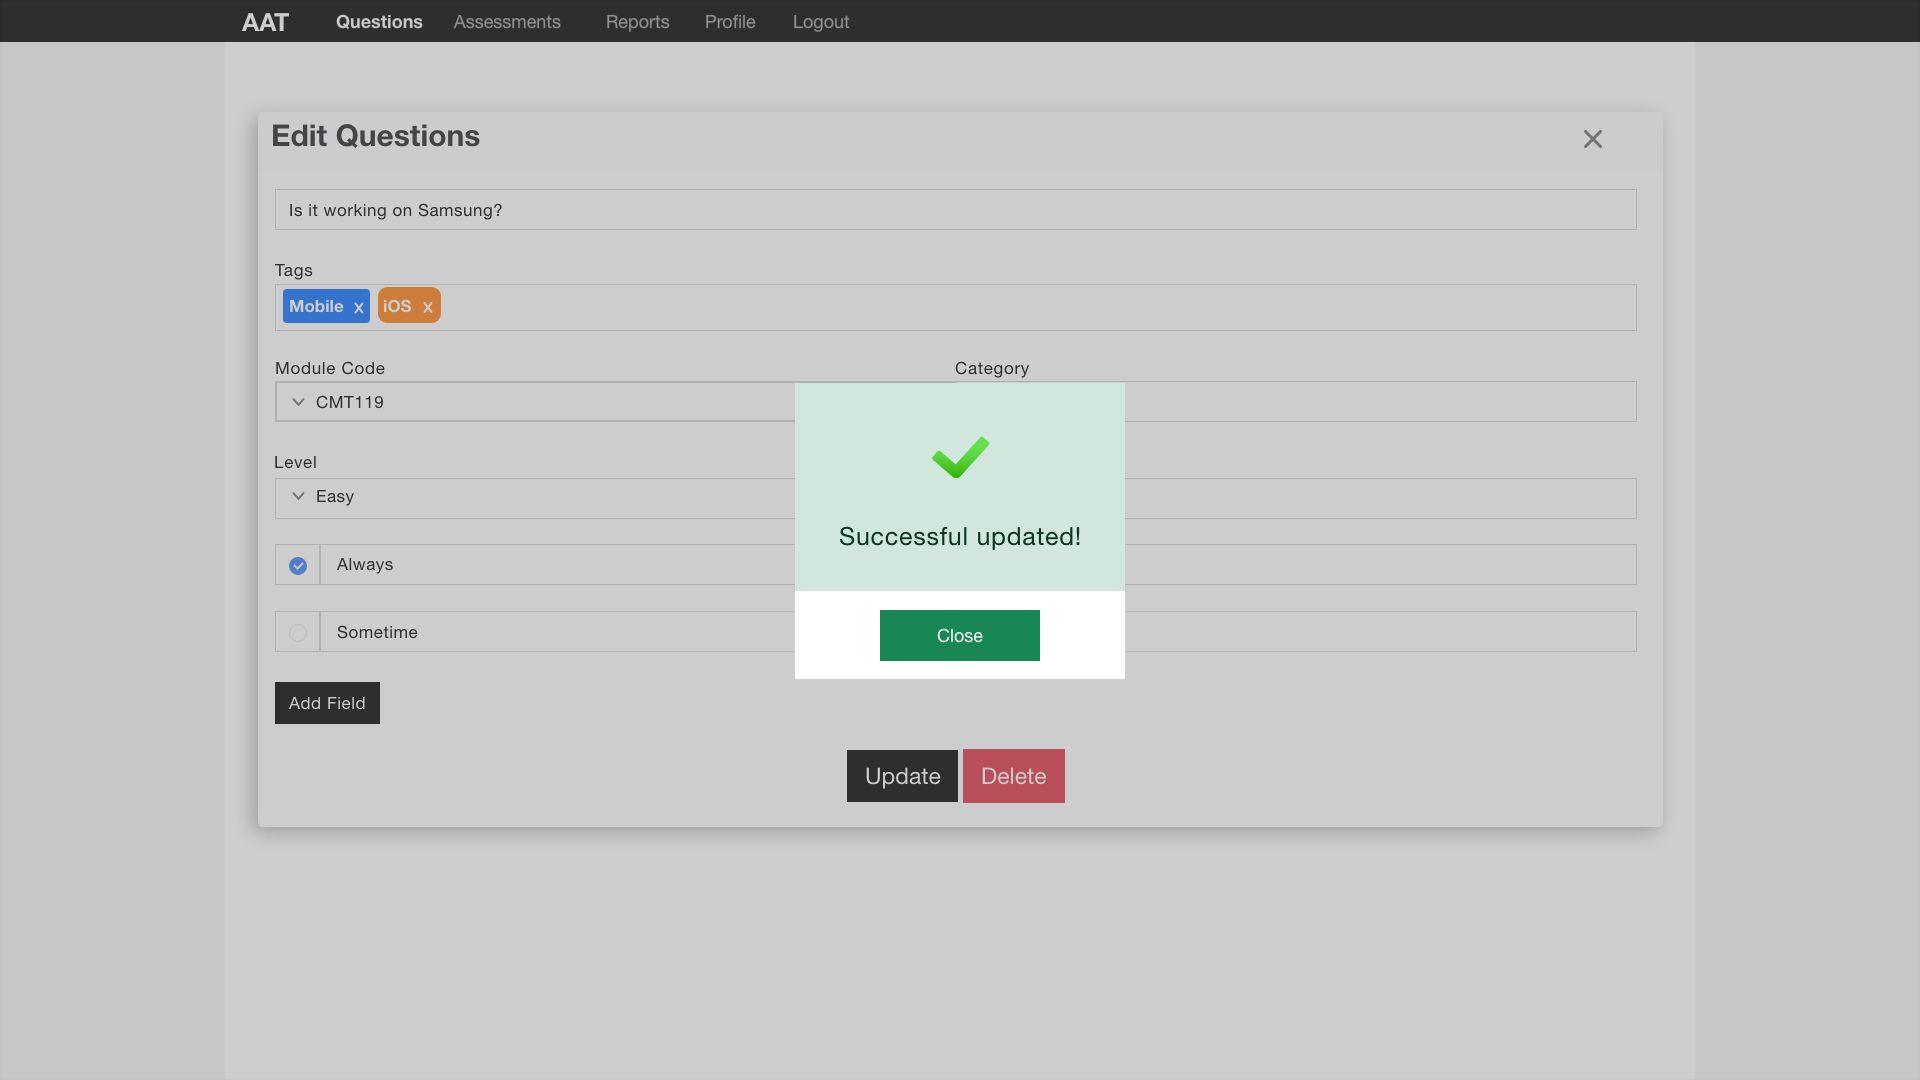 AAT Questions Assessments Reports Profile Logout
Edit Questions
Is it working on Samsung?
Tags
Mobile x iOS x
Module Code Category
CMT119
Level
Easy
Always
Sometime
Successful updated!
Close
Add Field
Update Delete